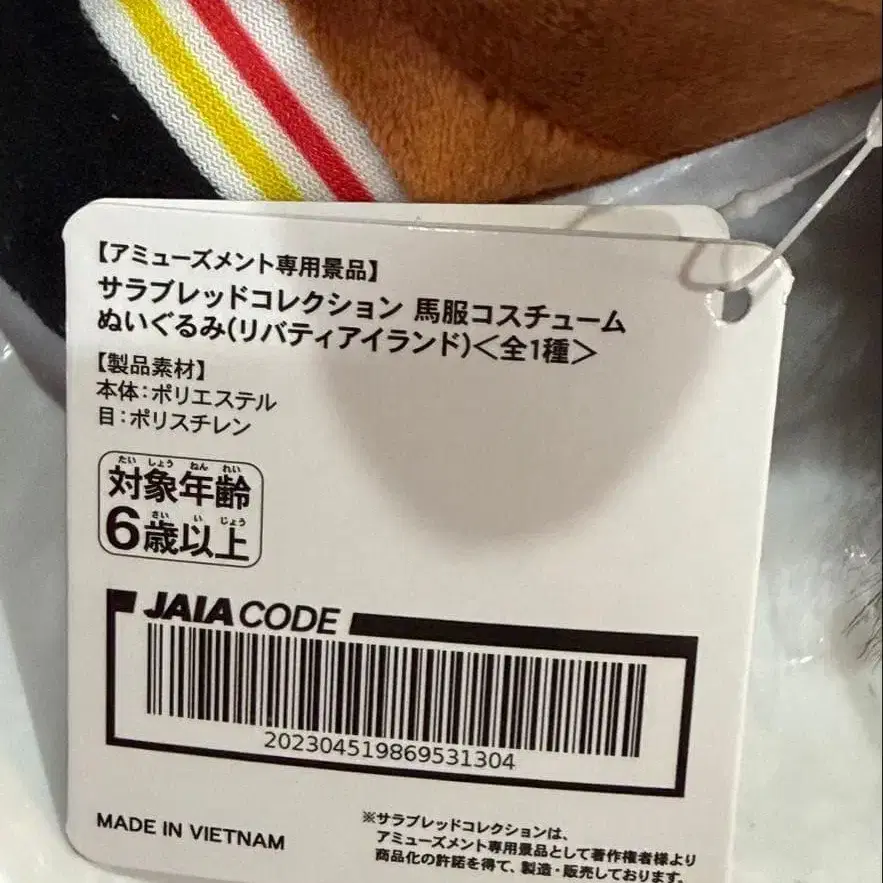 【アミューズメント専用景品】
サラブレッドコレクション 馬服コスチューム
ぬいぐるみ(リバティアイランド)<全1種>
【製品素材】
本体:ポリエステル
目:ポリスチレン
たい しょう ねん れい
対象年齢
さい い じょう
6歳以上
JAIA CODE
202304519869531304
MADE IN VIETNAM
※サラブレッドコレクションは、
アミューズメント専用景品として著作権者様より
商品化の許諾を得て、製造・販売しております。